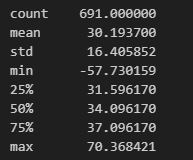 count 691.000000
mean 30.193700
std 16.405852
min -57.730159
25% 31.596170
50% 34.096170
75% 37.096170
max 70.368421